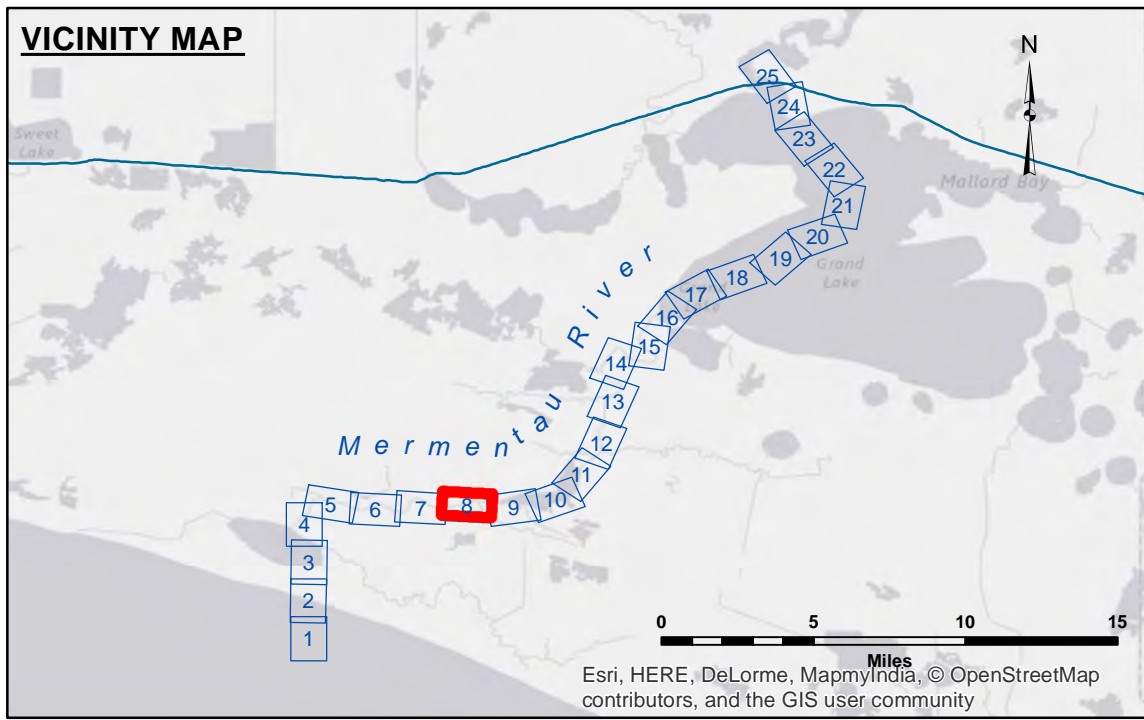 VICINITY MAP
N
Sweet
Lake
25
24
23
22
Mallard Bay
21
20
19
Grand
Lake
18
17
16
15
14
13
12
11
10
9
8
7
6
5
4
3
2
1
Mermentau River
0 5 10 15
Miles
Esri, HERE, DeLorme, MapmyIndia, © OpenStreetMap
contributors, and the GIS user community